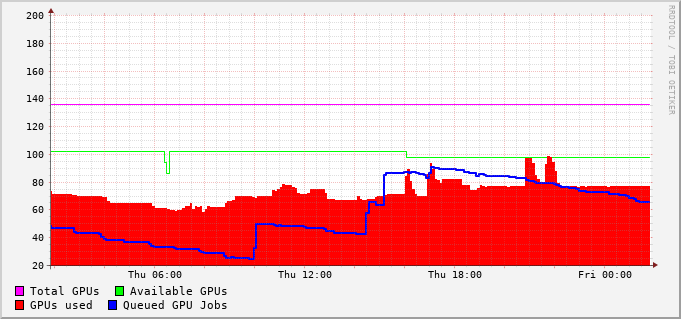 200
180
160
140
120
100
80
60
40
20
Thu 06:00 Thu 12:00 Thu 18:00 Fri 00:00
Total GPUs Available GPUs
GPUs used Queued GPU Jobs
RRDTOOL / TOBI OETIKER